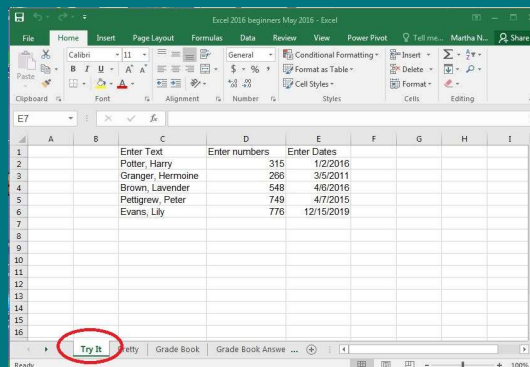 Excel 2016 beginners May 2016 - Excel
File Home Insert Page Layout Formulas Data Review View Power Pivot Tell me... Martha N... Share
Calibri 11 General Conditional Formatting Insert
Paste B I U A $ % , Format as Table Delete
Cell Styles Format
Clipboard Font Alignment Number Styles Cells Editing
E7 fx
A B C D E F G H I
1 Enter Text Enter numbers Enter Dates
2 Potter, Harry 315 1/2/2016
3 Granger, Hermoine 266 3/5/2011
4 Brown, Lavender 548 4/6/2016
5 Pettigrew, Peter 749 4/7/2015
6 Evans, Lily 776 12/15/2019
7
8
9
10
11
12
13
14
15
16
Try It Pretty Grade Book Grade Book Answe ...
Ready 100%